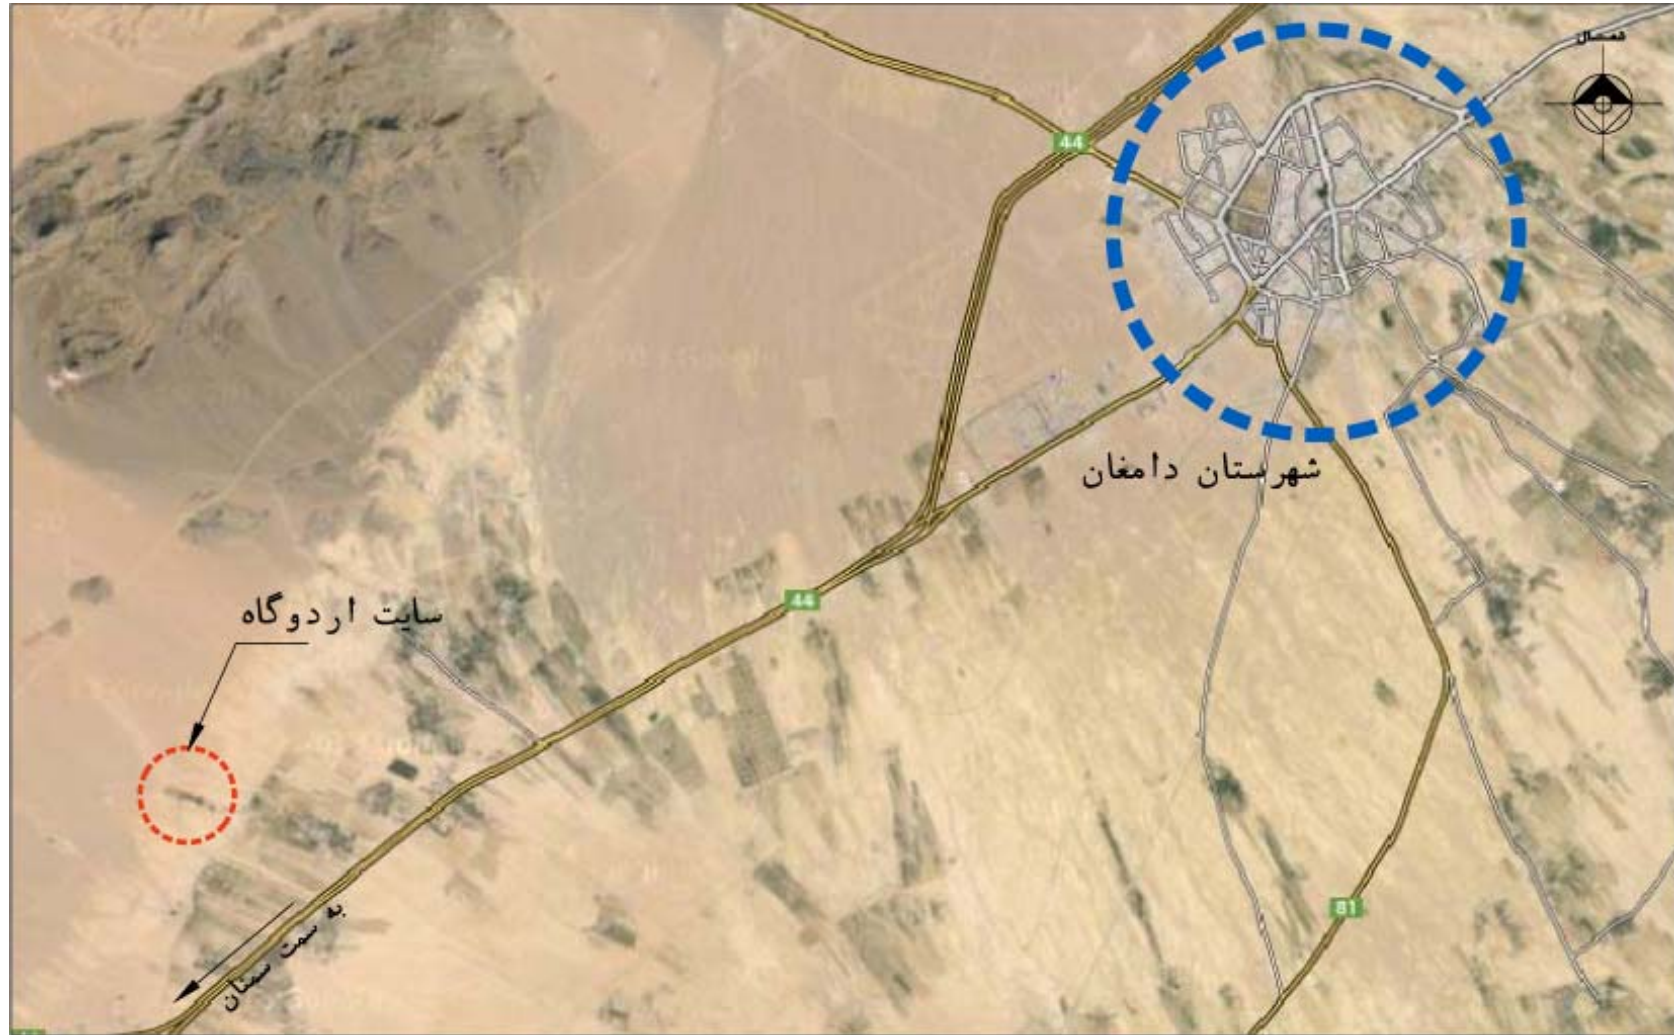 شمال
44
شهرستان دامغان
44
سایت اردوگاه
81
به سمت سمنان